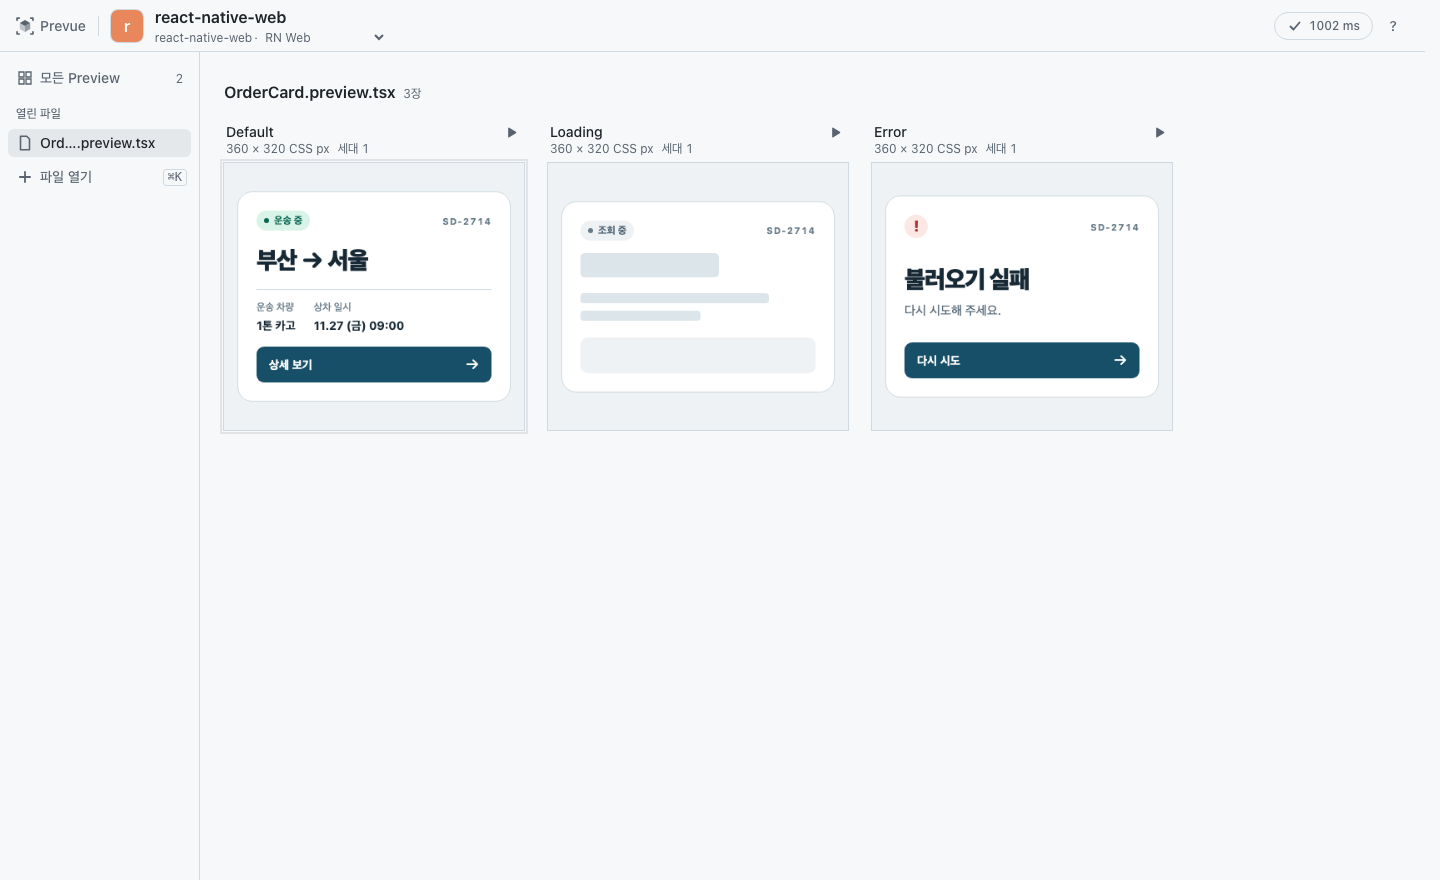 Prevue
r
react-native-web
react-native-web · RN Web
1002 ms
?
모든 Preview 2
열린 파일
Ord....preview.tsx
파일 열기 ⌘K
OrderCard.preview.tsx 3장
Default
360 × 320 CSS px 세대 1
운송 중 SD-2714
부산 → 서울
운송 차량 상차 일시
1톤 카고 11.27 (금) 09:00
상세 보기 →
Loading
360 × 320 CSS px 세대 1
조회 중 SD-2714
Error
360 × 320 CSS px 세대 1
! SD-2714
불러오기 실패
다시 시도해 주세요.
다시 시도 →